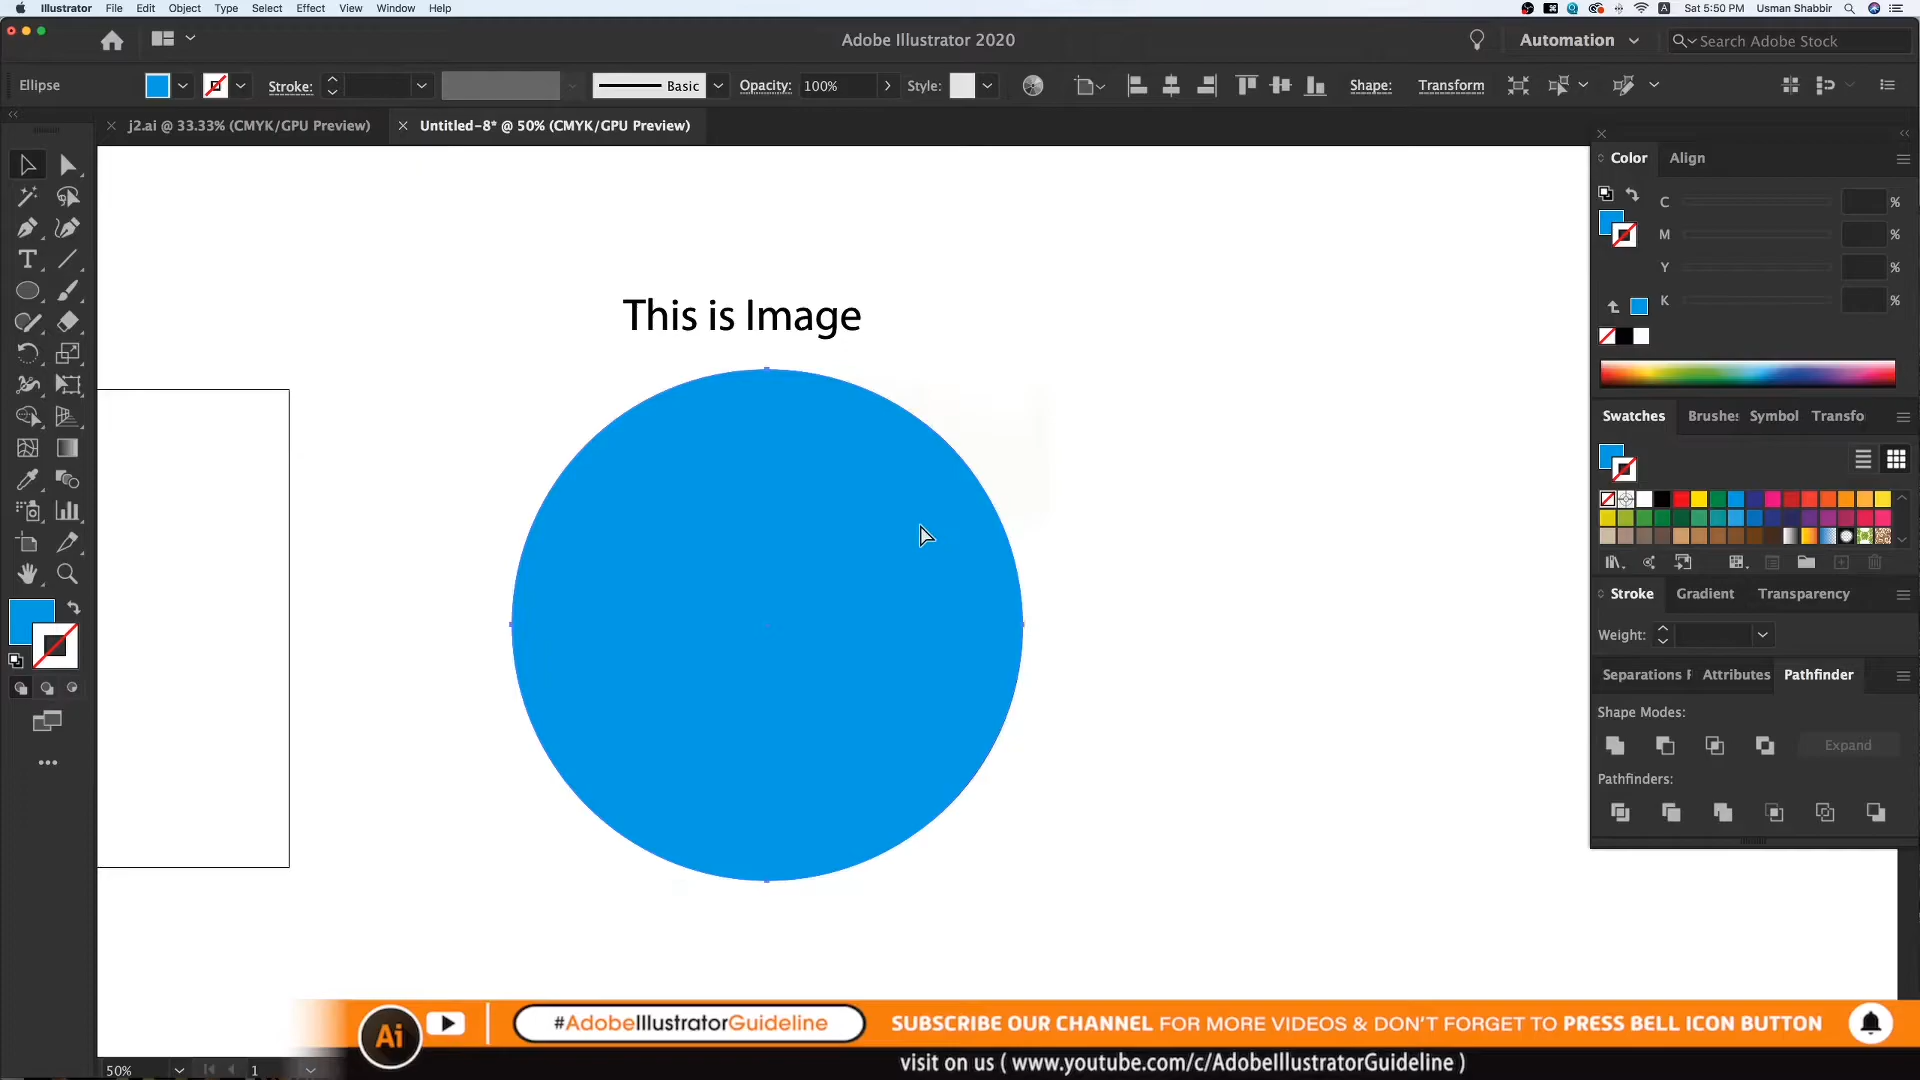 Illustrator File Edit Object Type Select Effect View Window Help
Sat 5:50 PM Usman Shabbir
Adobe Illustrator 2020
Automation
Search Adobe Stock
Ellipse
Stroke:
Basic
Opacity: 100%
Style:
Shape:
Transform
j2.ai @ 33.33% (CMYK/GPU Preview)
Untitled-8* @ 50% (CMYK/GPU Preview)
Color Align
C %
M %
Y %
K %
This is Image
Swatches Brushe: Symbol Transfo
Stroke Gradient Transparency
Weight:
Separations Attributes Pathfinder
Shape Modes:
Expand
Pathfinders:
Ai
#AdobeIllustratorGuideline
SUBSCRIBE OUR CHANNEL FOR MORE VIDEOS & DON'T FORGET TO PRESS BELL ICON BUTTON
visit on us ( www.youtube.com/c/AdobeIllustratorGuideline )
50% 1